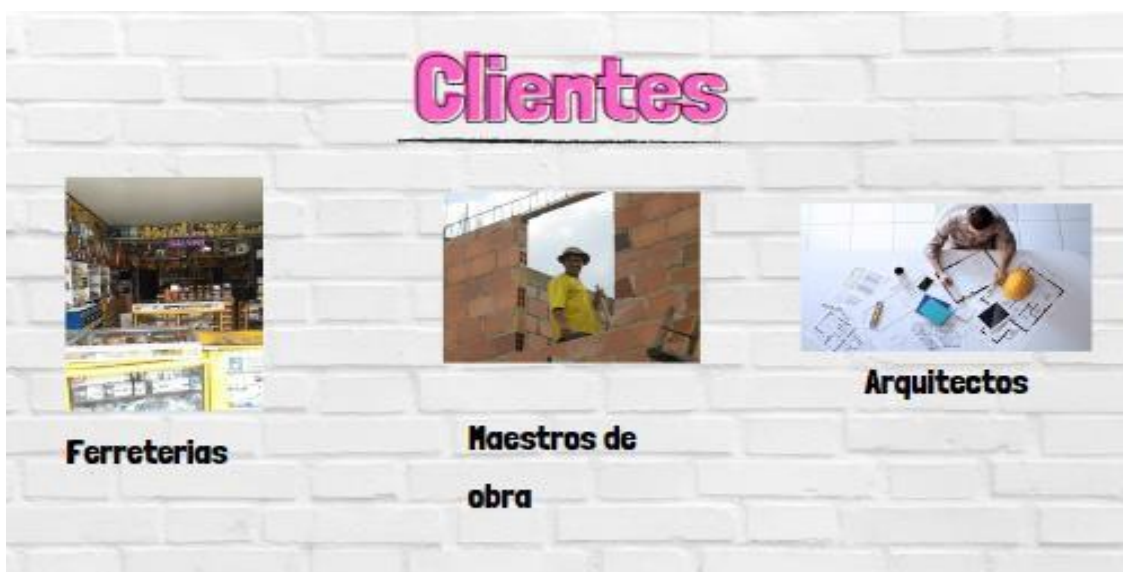 Clientes
Ferreterias
Maestros de
obra
Arquitectos